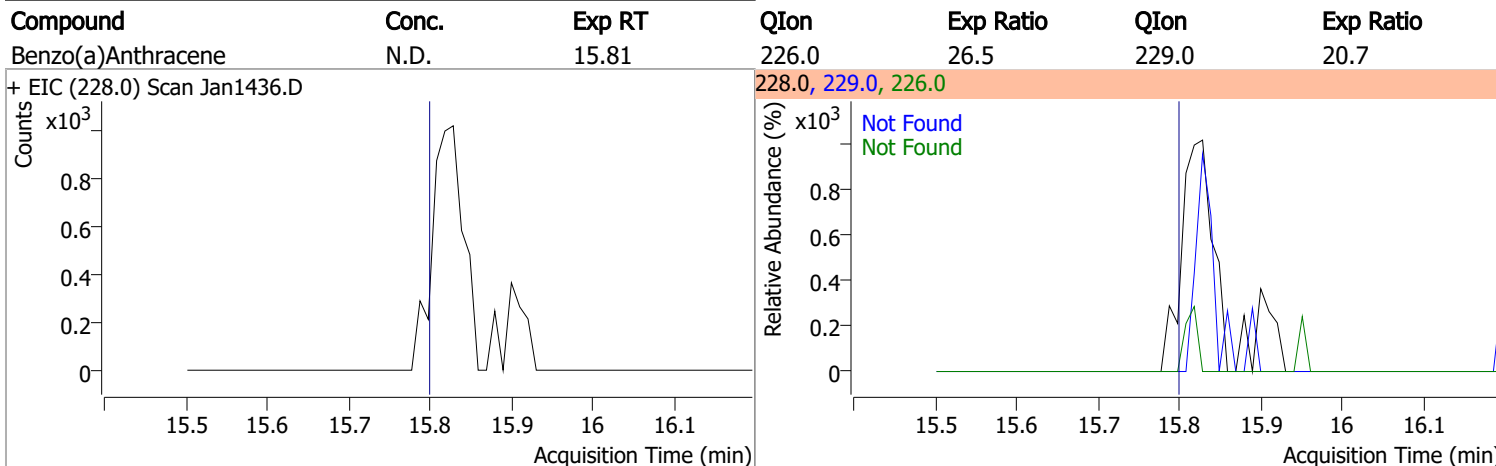 Compound Conc. Exp RT QIon Exp Ratio QIon Exp Ratio
Benzo(a)Anthracene N.D. 15.81 226.0 26.5 229.0 20.7
+ EIC (228.0) Scan Jan1436.D
Counts
x10³
0.8
0.6
0.4
0.2
0
15.5 15.6 15.7 15.8 15.9 16 16.1
Acquisition Time (min)
228.0, 229.0, 226.0
Relative Abundance (%)
x10³
Not Found
Not Found
0.8
0.6
0.4
0.2
0
15.5 15.6 15.7 15.8 15.9 16 16.1
Acquisition Time (min)